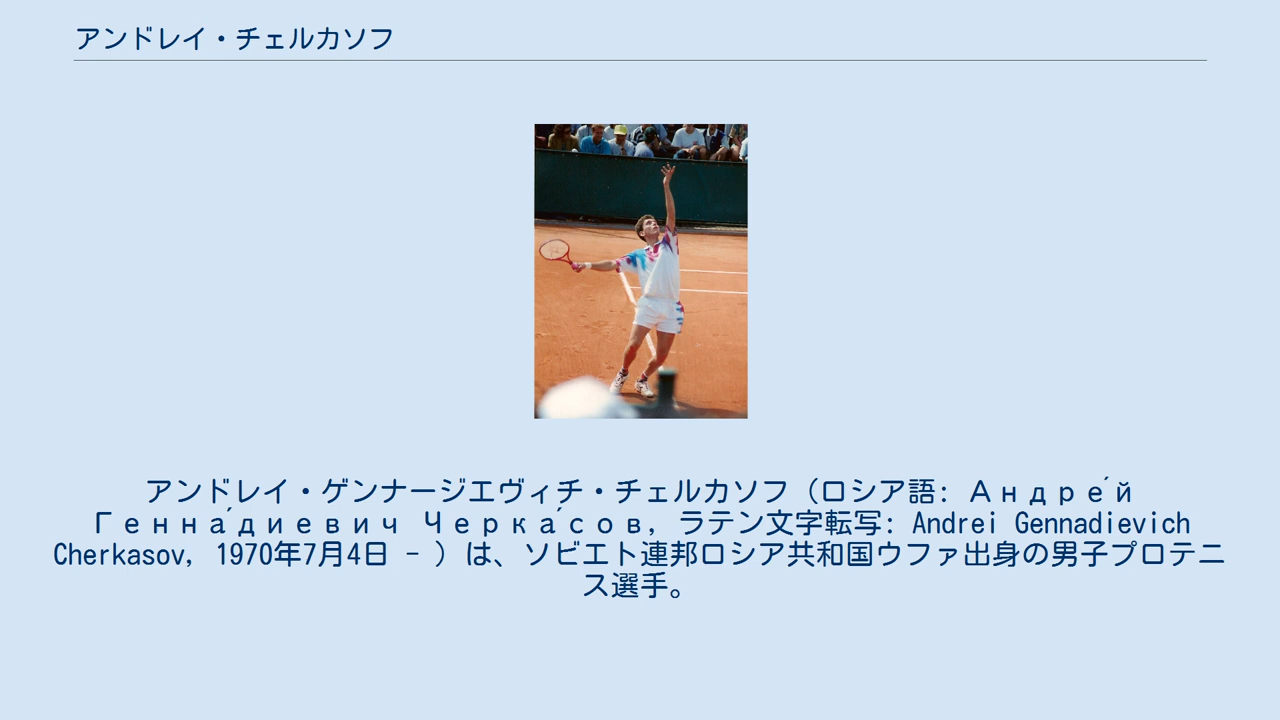 アンドレイ・チェルカソフ
アンドレイ・ゲンナージエヴィチ・チェルカソフ（ロシア語: Андре́й
Генна́диевич Черка́сов, ラテン文字転写: Andrei Gennadievich
Cherkasov, 1970年7月4日 - ）は、ソビエト連邦ロシア共和国ウファ出身の男子プロテニ
ス選手。